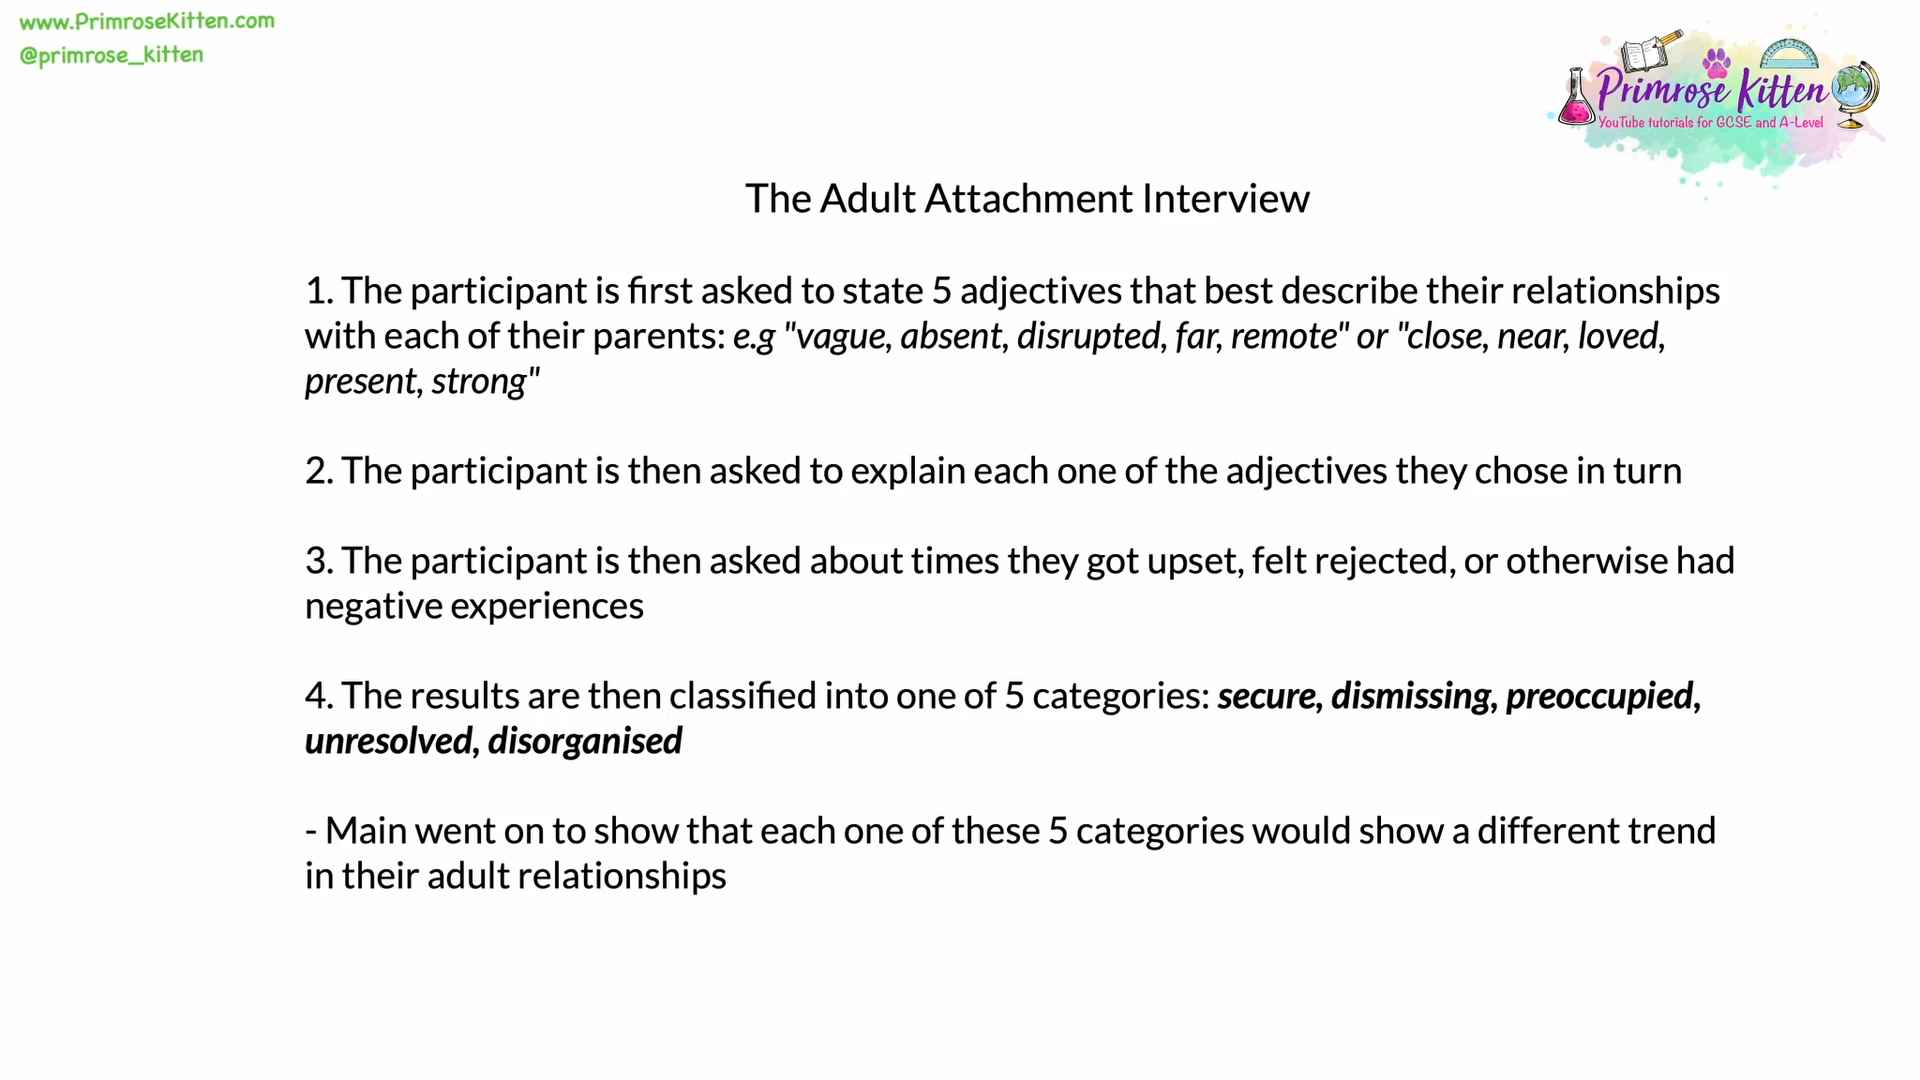 www.PrimroseKitten.com
@primrose_kitten
Primrose Kitten
YouTube tutorials for GCSE and A-Level
The Adult Attachment Interview
1. The participant is first asked to state 5 adjectives that best describe their relationships
with each of their parents: e.g "vague, absent, disrupted, far, remote" or "close, near, loved,
present, strong"
2. The participant is then asked to explain each one of the adjectives they chose in turn
3. The participant is then asked about times they got upset, felt rejected, or otherwise had
negative experiences
4. The results are then classified into one of 5 categories: secure, dismissing, preoccupied,
unresolved, disorganised
- Main went on to show that each one of these 5 categories would show a different trend
in their adult relationships